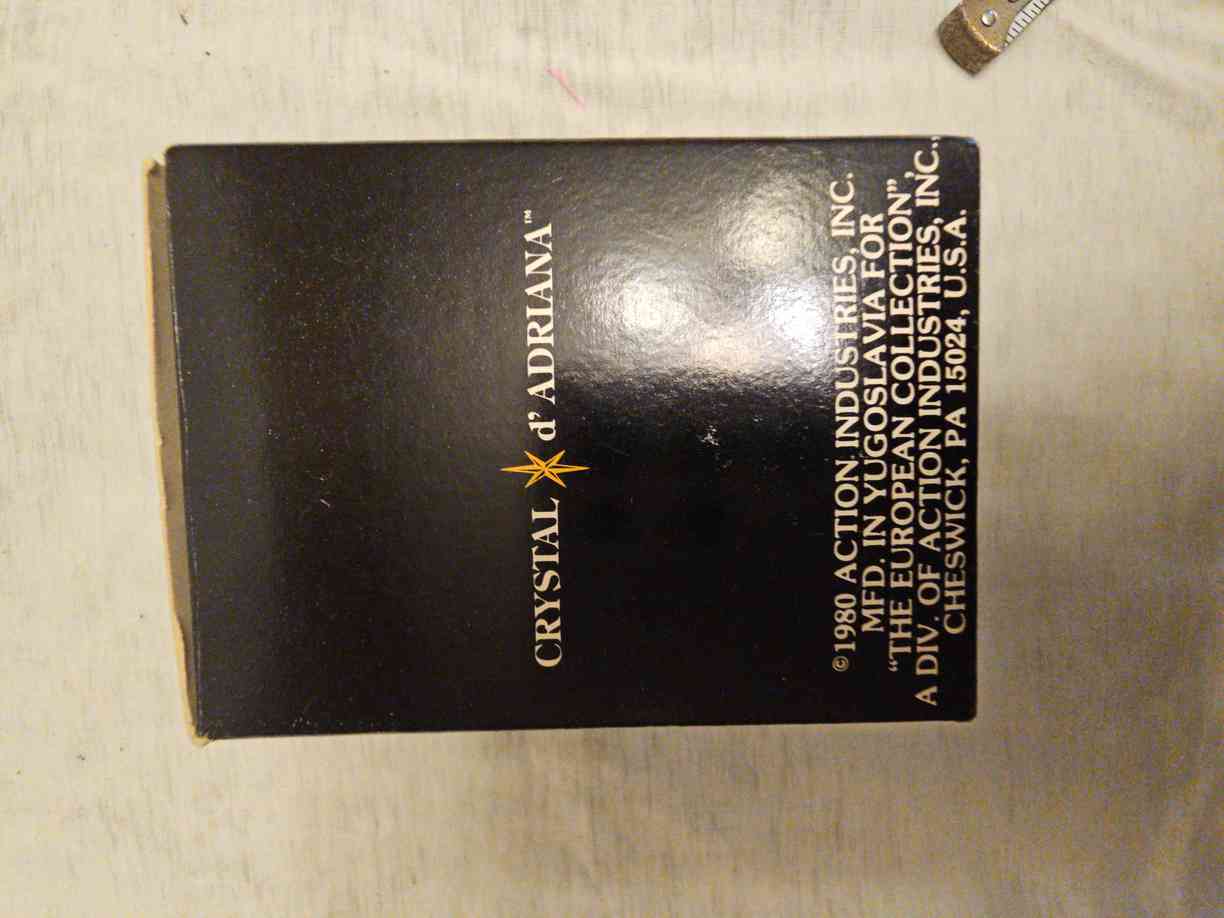 CRYSTAL d' ADRIANA™
©1980 ACTION INDUSTRIES, INC.
MFD. IN YUGOSLAVIA FOR
“THE EUROPEAN COLLECTION”,
A DIV. OF ACTION INDUSTRIES, INC.,
CHESWICK, PA 15024, U.S.A.